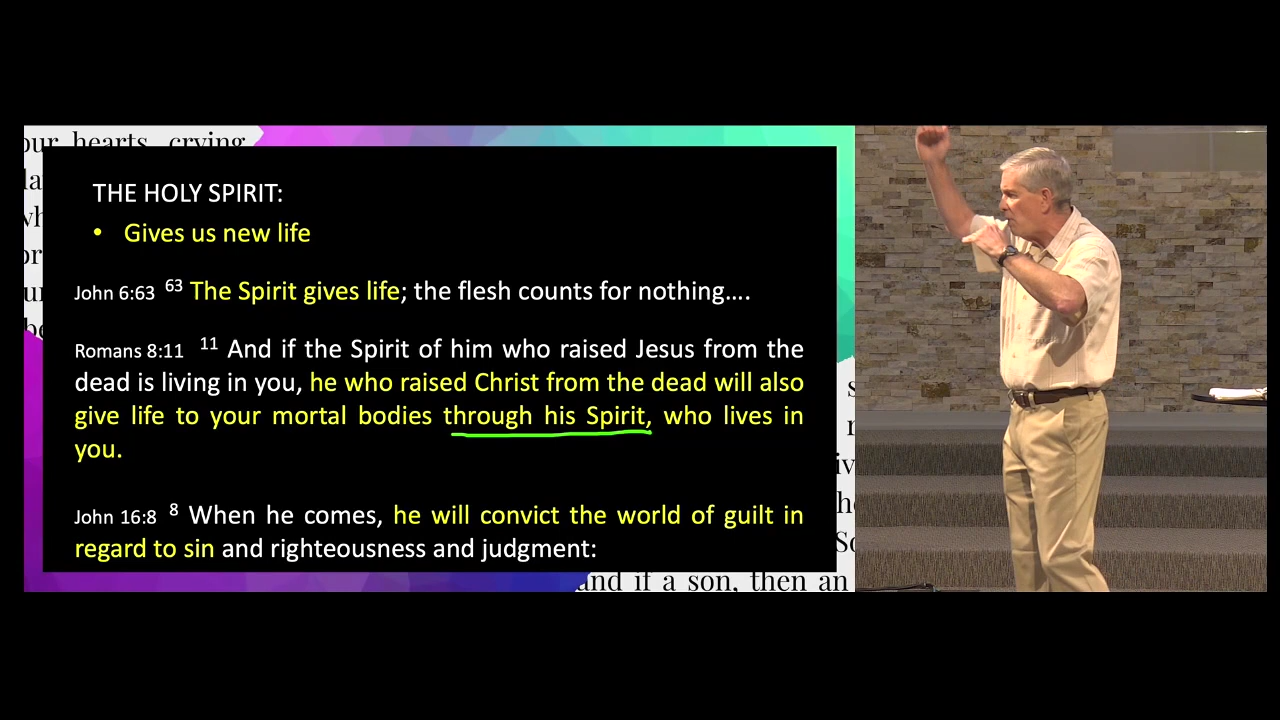 our hearts, crying
THE HOLY SPIRIT:
• Gives us new life
John 6:63 63 The Spirit gives life; the flesh counts for nothing....
Romans 8:11 11 And if the Spirit of him who raised Jesus from the
dead is living in you, he who raised Christ from the dead will also
give life to your mortal bodies through his Spirit, who lives in
you.
John 16:8 8 When he comes, he will convict the world of guilt in
regard to sin and righteousness and judgment:
and if a son, then an